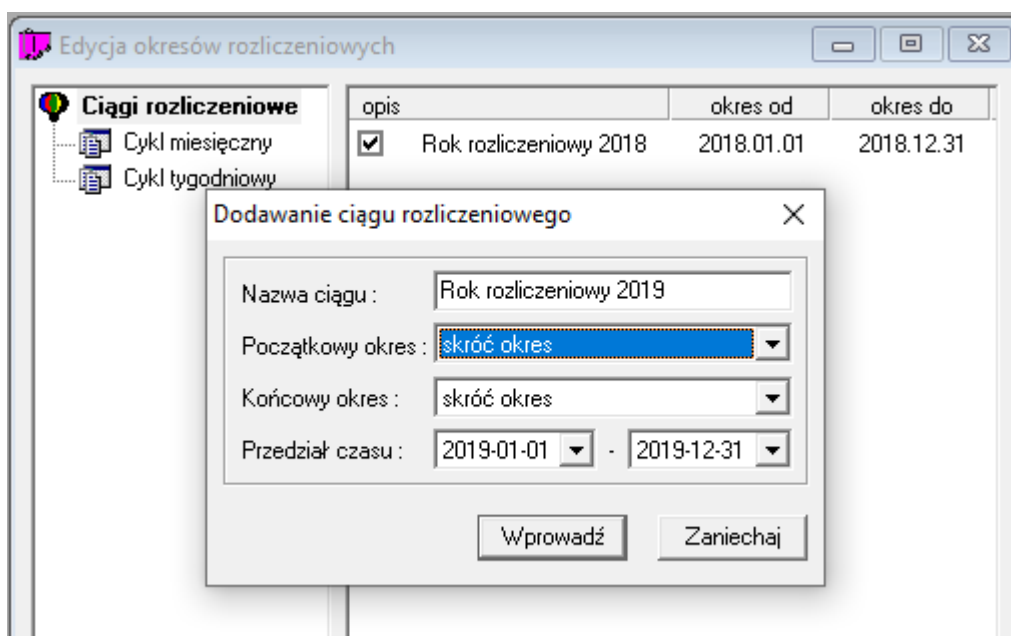 Edycja okresów rozliczeniowych
Ciągi rozliczeniowe
Cykl miesięczny
Cykl tygodniowy
opis okres od okres do
Rok rozliczeniowy 2018 2018.01.01 2018.12.31
Dodawanie ciągu rozliczeniowego
Nazwa ciągu : Rok rozliczeniowy 2019
Początkowy okres : skróć okres
Końcowy okres : skróć okres
Przedział czasu : 2019-01-01 - 2019-12-31
Wprowadź Zaniechaj